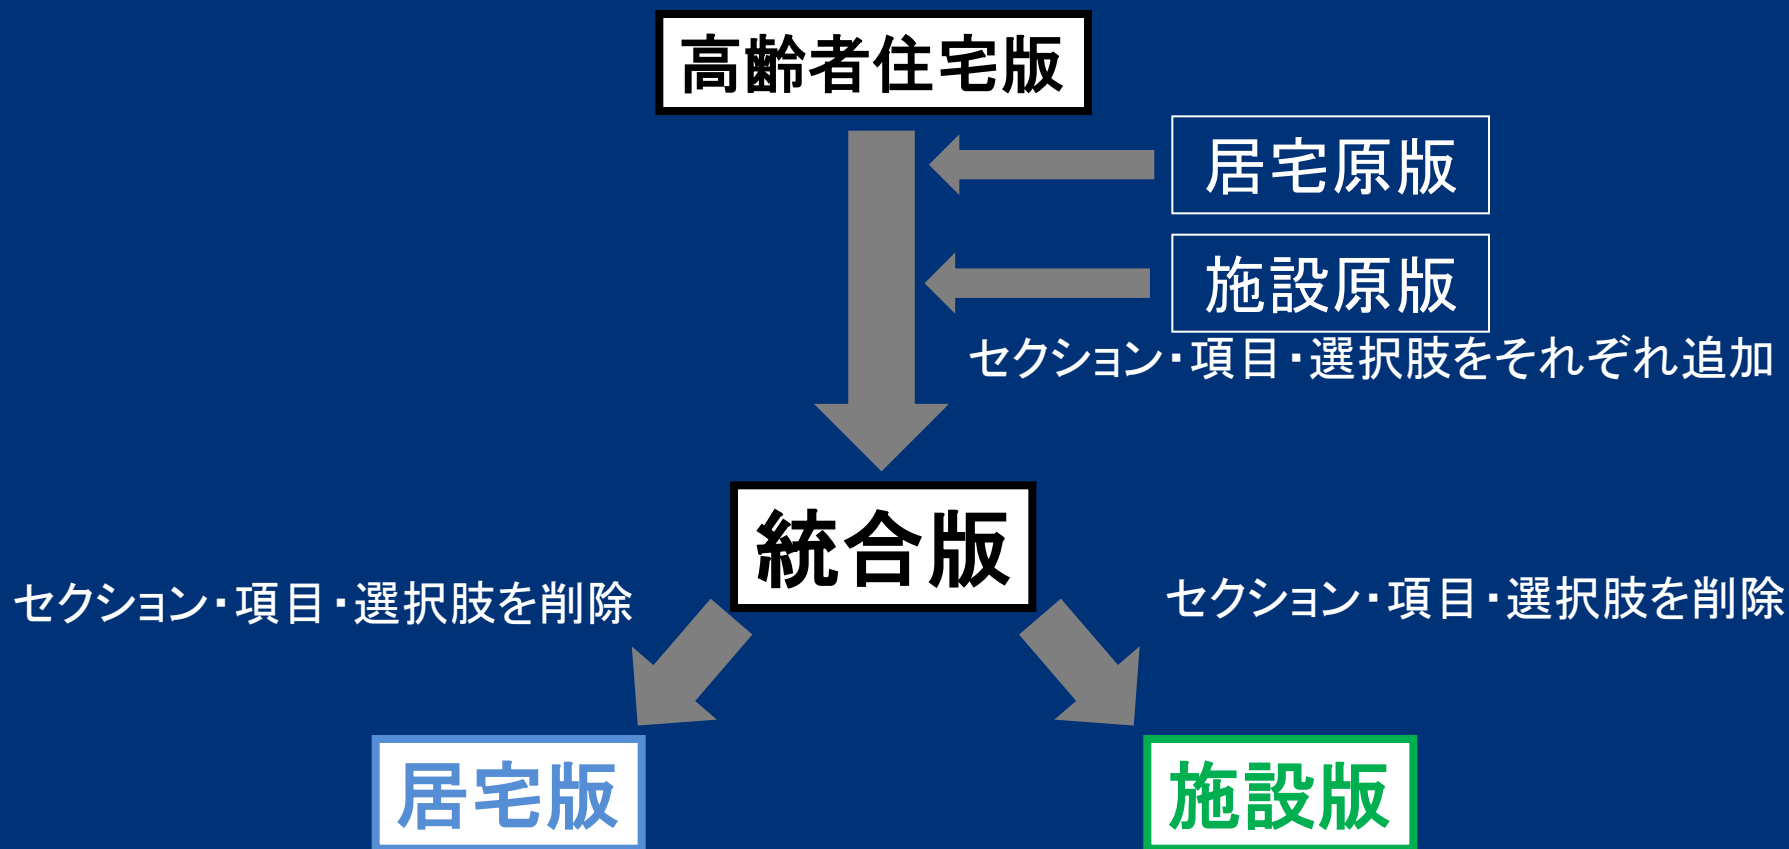 高齢者住宅版
居宅原版
施設原版
セクション・項目・選択肢をそれぞれ追加
統合版
セクション・項目・選択肢を削除
セクション・項目・選択肢を削除
居宅版
施設版